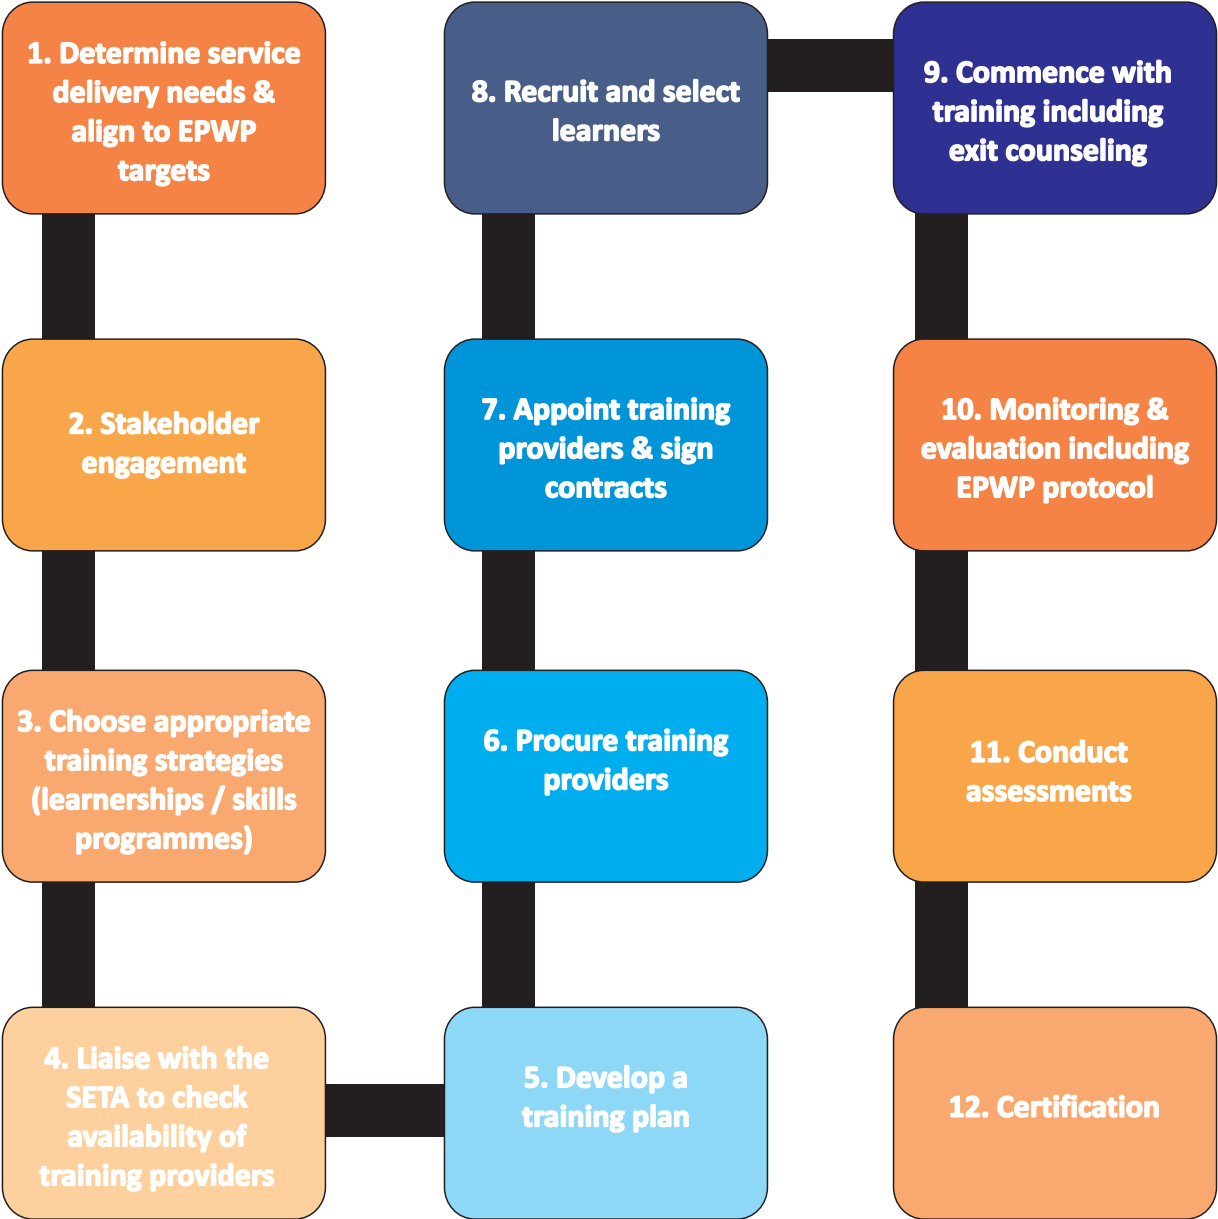 1. Determine service
delivery needs &
align to EPWP
targets
2. Stakeholder
engagement
3. Choose appropriate
training strategies
(learnerships / skills
programmes)
4. Liaise with the
SETA to check
availability of
training providers
5. Develop a
training plan
6. Procure training
providers
7. Appoint training
providers & sign
contracts
8. Recruit and select
learners
9. Commence with
training including
exit counseling
10. Monitoring &
evaluation including
EPWP protocol
11. Conduct
assessments
12. Certification